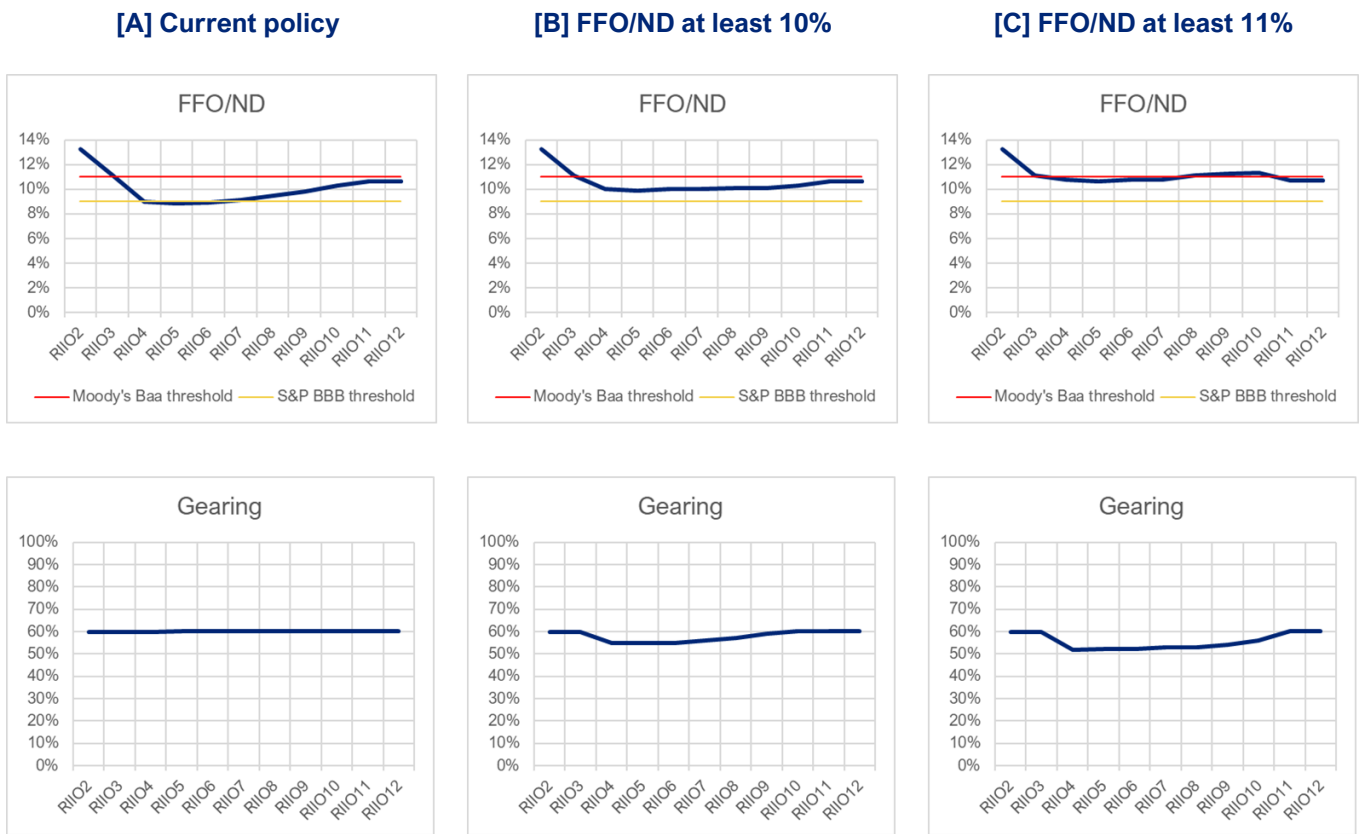 [A] Current policy
[B] FFO/ND at least 10%
[C] FFO/ND at least 11%
FFO/ND
14%
12%
10%
8%
6%
4%
2%
0%
RIIO2
RIIO3
RIIO4
RIIO5
RIIO6
RIIO7
RIIO8
RIIO9
RIIO10
RIIO11
RIIO12
Moody's Baa threshold
S&P BBB threshold
FFO/ND
14%
12%
10%
8%
6%
4%
2%
0%
RIIO2
RIIO3
RIIO4
RIIO5
RIIO6
RIIO7
RIIO8
RIIO9
RIIO10
RIIO11
RIIO12
Moody's Baa threshold
S&P BBB threshold
FFO/ND
14%
12%
10%
8%
6%
4%
2%
0%
RIIO2
RIIO3
RIIO4
RIIO5
RIIO6
RIIO7
RIIO8
RIIO9
RIIO10
RIIO11
RIIO12
Moody's Baa threshold
S&P BBB threshold
Gearing
100%
90%
80%
70%
60%
50%
40%
30%
20%
10%
0%
RIIO2
RIIO3
RIIO4
RIIO5
RIIO6
RIIO7
RIIO8
RIIO9
RIIO10
RIIO11
RIIO12
Gearing
100%
90%
80%
70%
60%
50%
40%
30%
20%
10%
0%
RIIO2
RIIO3
RIIO4
RIIO5
RIIO6
RIIO7
RIIO8
RIIO9
RIIO10
RIIO11
RIIO12
Gearing
100%
90%
80%
70%
60%
50%
40%
30%
20%
10%
0%
RIIO2
RIIO3
RIIO4
RIIO5
RIIO6
RIIO7
RIIO8
RIIO9
RIIO10
RIIO11
RIIO12